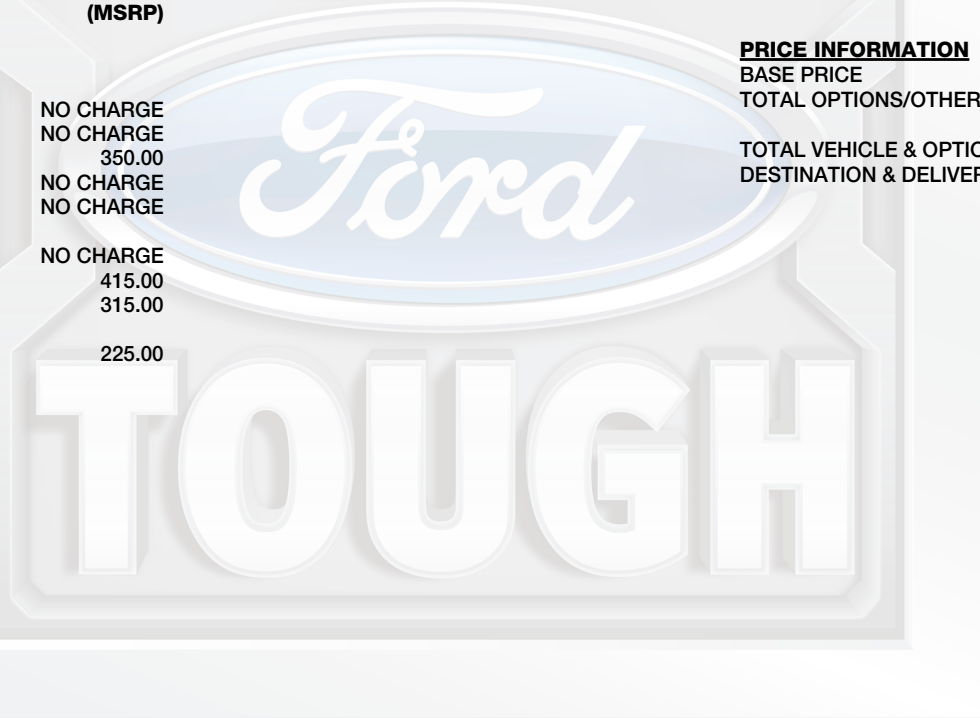 (MSRP)
NO CHARGE
NO CHARGE
350.00
NO CHARGE
NO CHARGE
NO CHARGE
415.00
315.00
225.00
PRICE INFORMATION
BASE PRICE
TOTAL OPTIONS/OTHER
TOTAL VEHICLE & OPTIO
DESTINATION & DELIVER
Ford
TOUGH